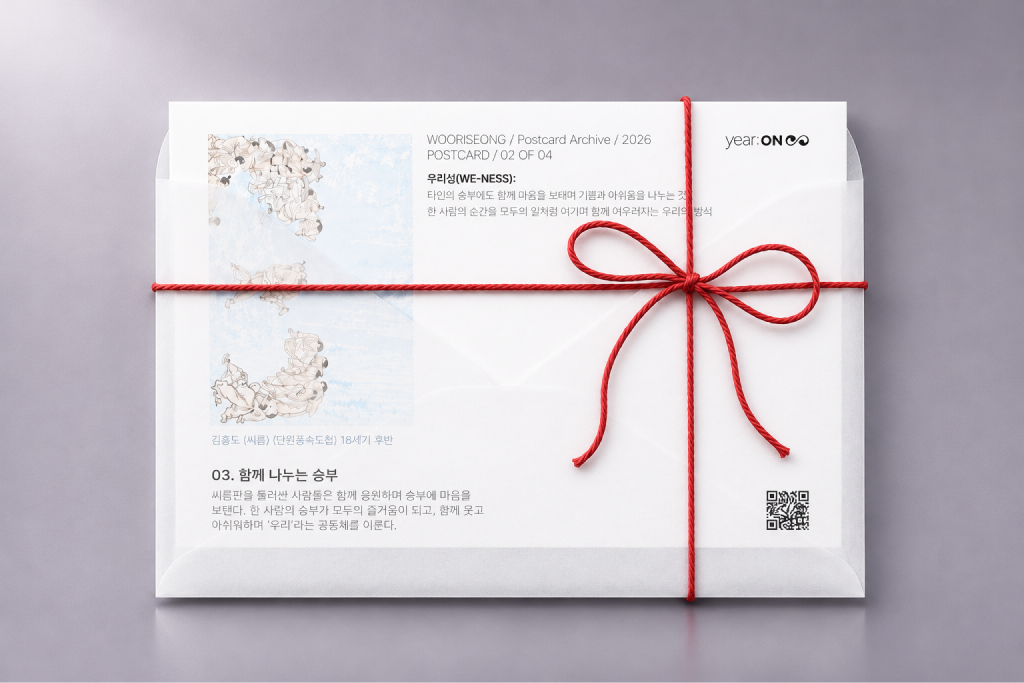 WOORISEONG / Postcard Archive / 2026
POSTCARD / 02 OF 04
year:ON
우리성(WE-NESS):
타인의 승부에도 함께 마음을 보태며 기쁨과 아쉬움을 나누는 것
한 사람의 순간을 모두의 일처럼 여기며 함께 어우러지는 우리의 방식
김홍도 〈씨름〉 《단원풍속도첩》 18세기 후반
03. 함께 나누는 승부
씨름판을 둘러싼 사람들은 함께 응원하며 승부에 마음을
보탠다. 한 사람의 승부가 모두의 즐거움이 되고, 함께 웃고
아쉬워하며 '우리'라는 공동체를 이룬다.